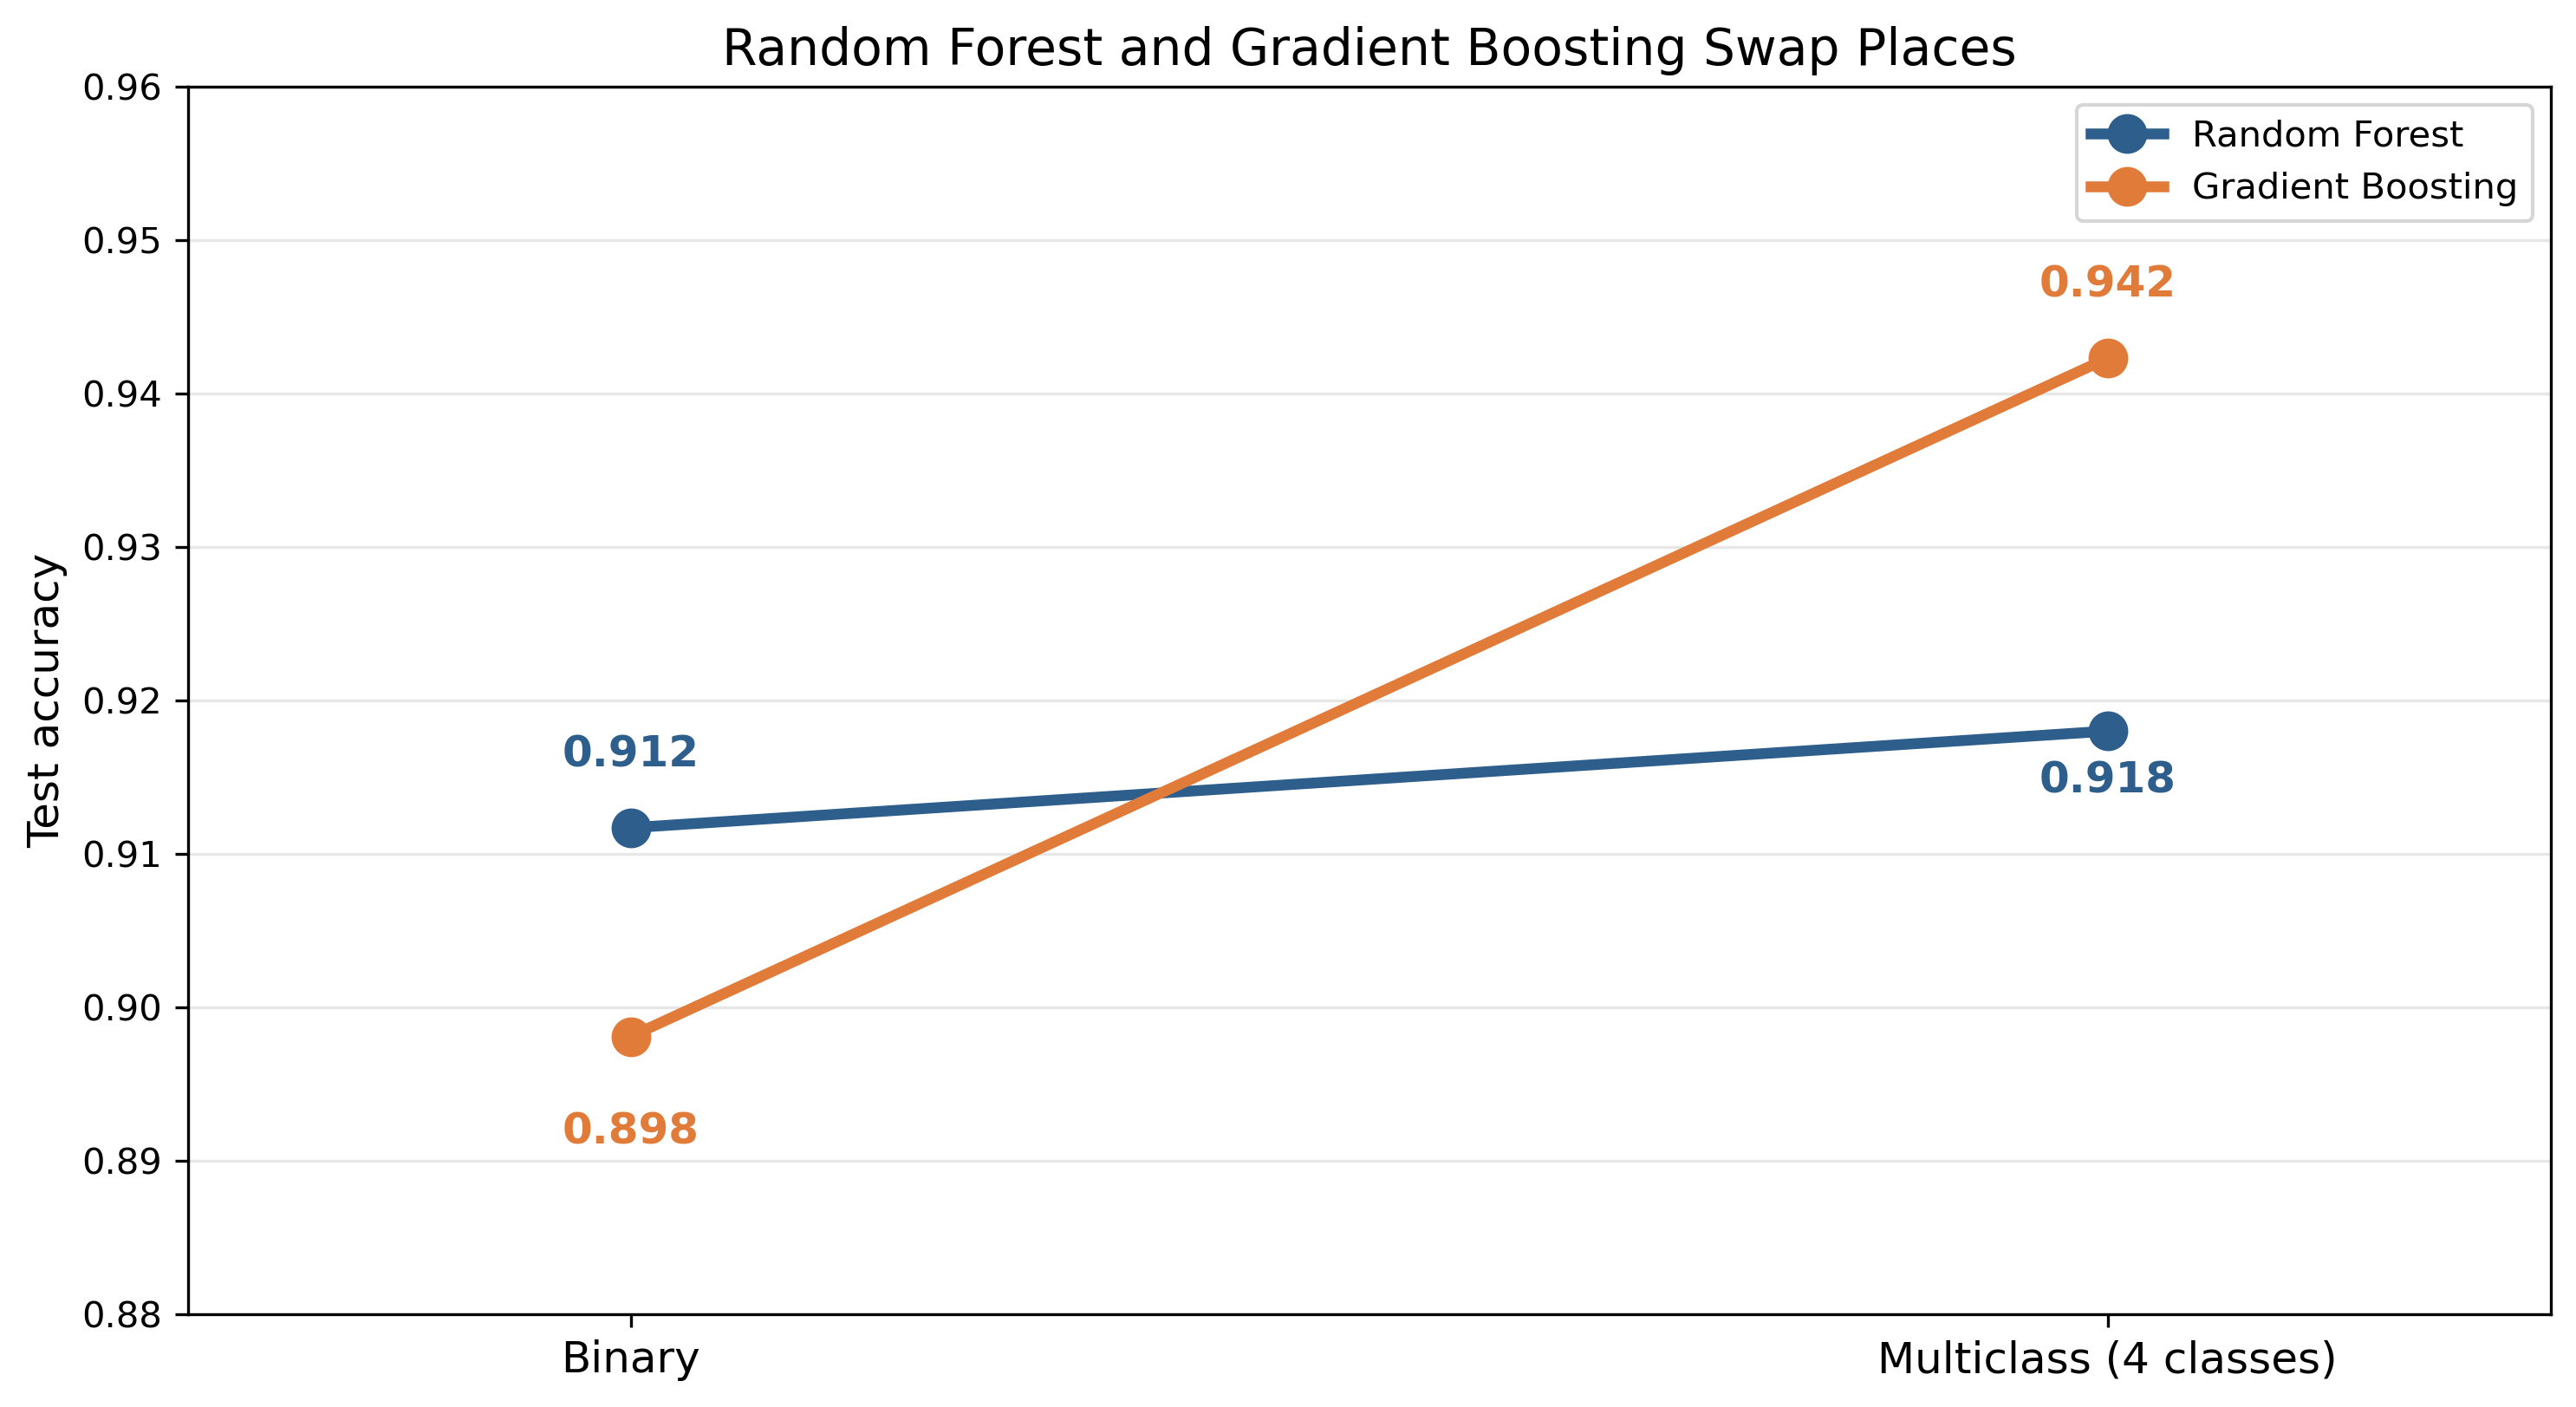 Random Forest and Gradient Boosting Swap Places
Random Forest
Gradient Boosting
Test accuracy
0.96
0.95
0.94
0.93
0.92
0.91
0.90
0.89
0.88
0.942
0.912
0.918
0.898
Binary
Multiclass (4 classes)